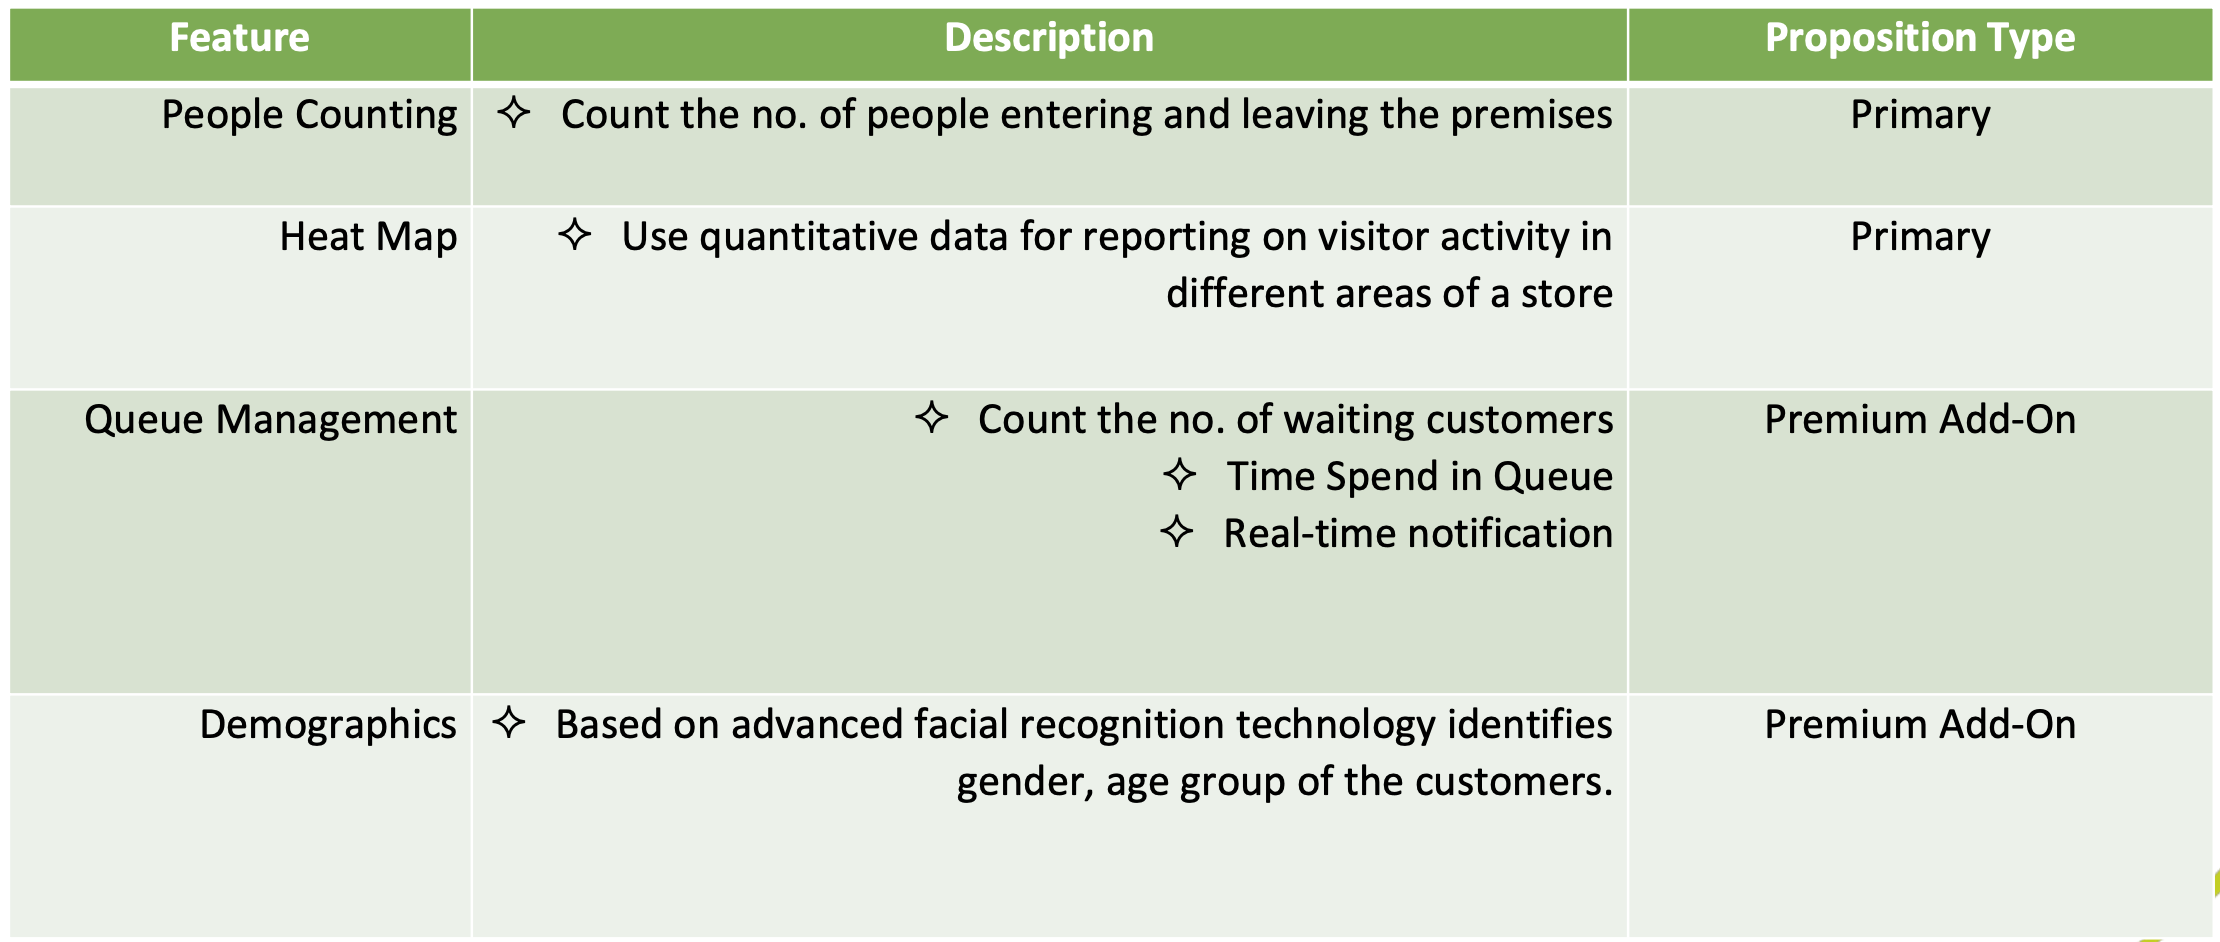 Feature Description Proposition Type
People Counting ✧ Count the no. of people entering and leaving the premises Primary
Heat Map ✧ Use quantitative data for reporting on visitor activity in Primary
different areas of a store
Queue Management ✧ Count the no. of waiting customers Premium Add-On
✧ Time Spend in Queue
✧ Real-time notification
Demographics ✧ Based on advanced facial recognition technology identifies Premium Add-On
gender, age group of the customers.